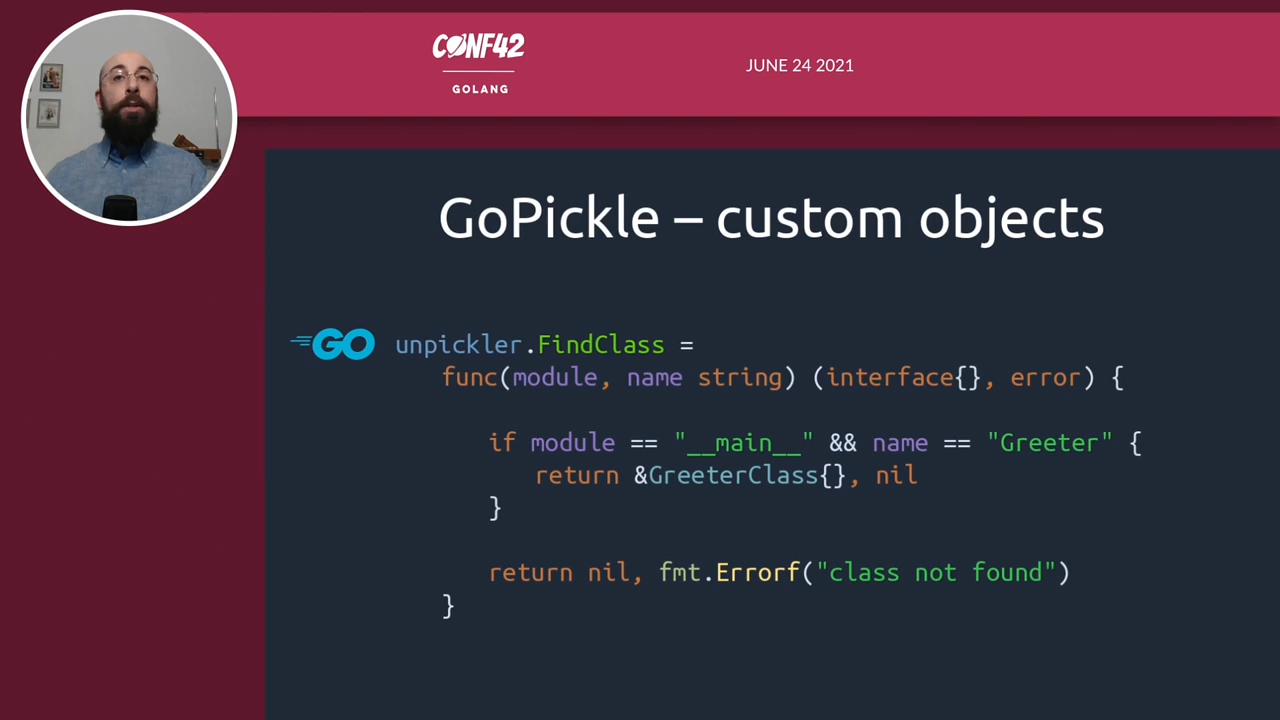 CONF42
GOLANG
JUNE 24 2021
GoPickle – custom objects
GO
unpickler.FindClass =
func(module, name string) (interface{}, error) {
if module == "__main__" && name == "Greeter" {
return &GreeterClass{}, nil
}
return nil, fmt.Errorf("class not found")
}